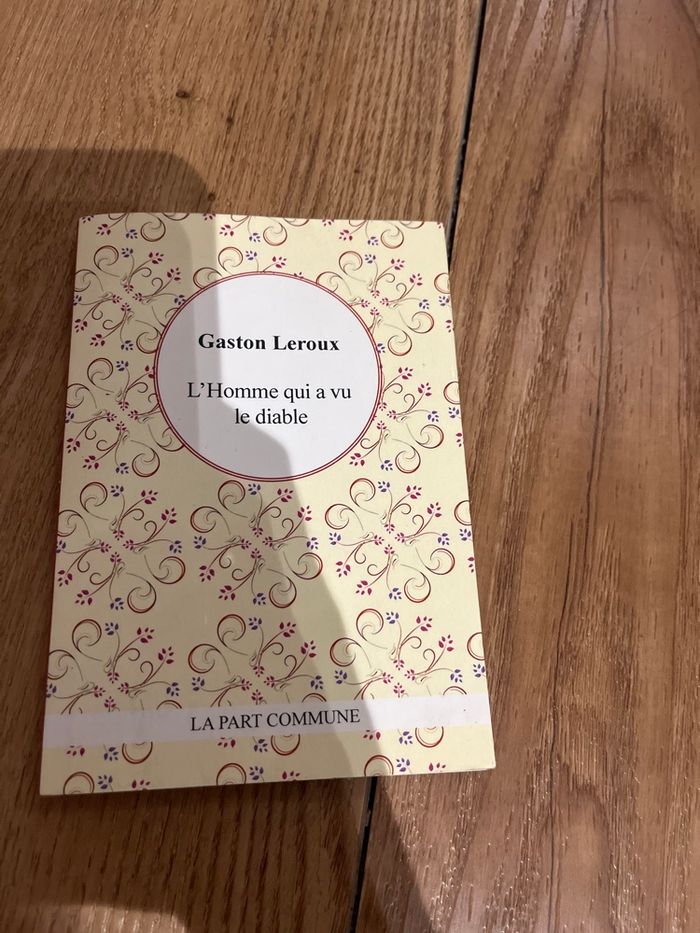 Gaston Leroux
L'Homme qui a vu
le diable
LA PART COMMUNE